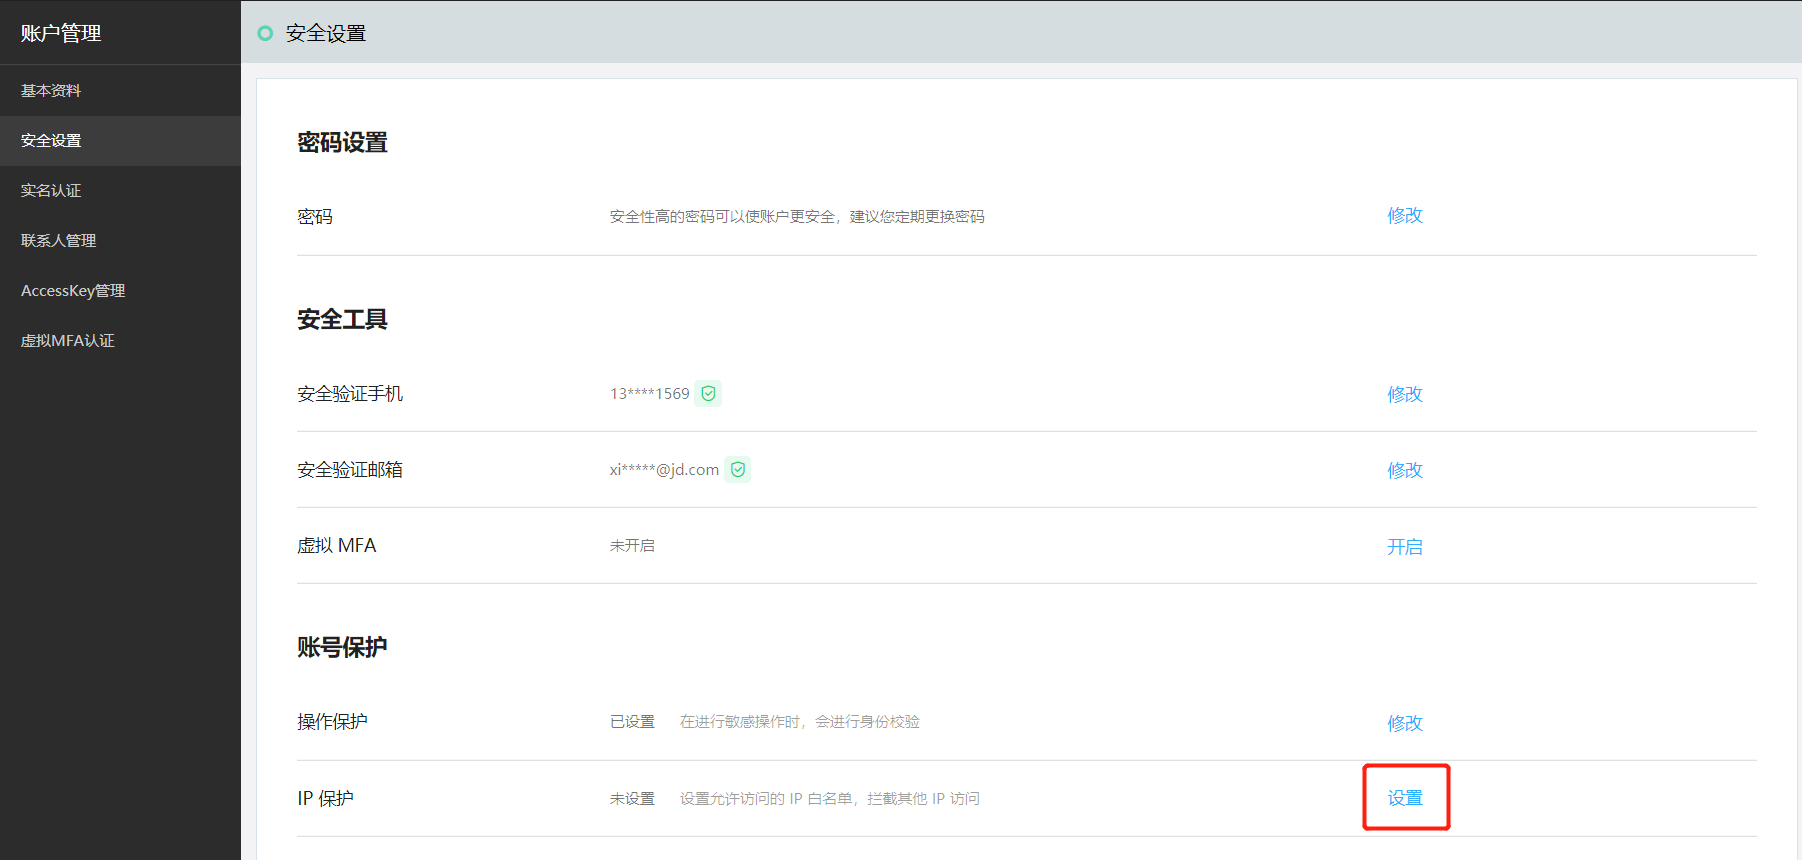 账户管理
安全设置
基本资料
安全设置
实名认证
联系人管理
AccessKey管理
虚拟MFA认证
密码设置
密码 安全性高的密码可以使账户更安全，建议您定期更换密码 修改
安全工具
安全验证手机 13****1569 修改
安全验证邮箱 xi*****@jd.com 修改
虚拟 MFA 未开启 开启
账号保护
操作保护 已设置 在进行敏感操作时，会进行身份校验 修改
IP 保护 未设置 设置允许访问的 IP 白名单，拦截其他 IP 访问 设置